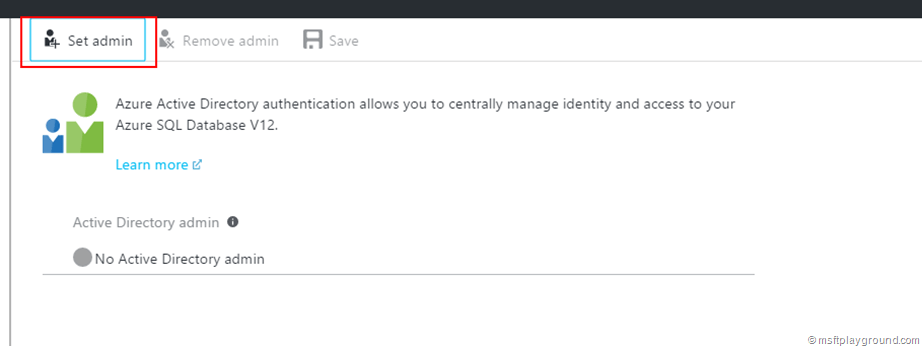 Set admin Remove admin Save
Azure Active Directory authentication allows you to centrally manage identity and access to your
Azure SQL Database V12.
Learn more
Active Directory admin
No Active Directory admin
© msftplayground.com